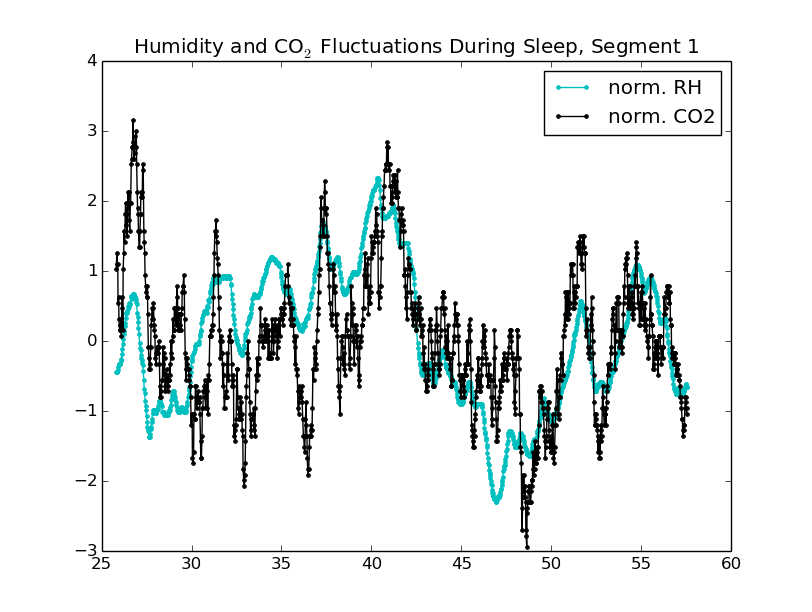 Humidity and CO₂ Fluctuations During Sleep, Segment 1
norm. RH
norm. CO2
4
3
2
1
0
−1
−2
−3
25 30 35 40 45 50 55 60